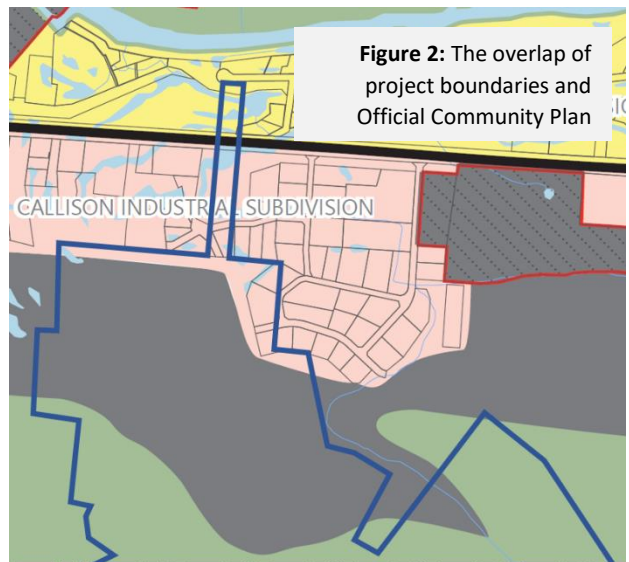 Figure 2: The overlap of
project boundaries and
Official Community Plan
CALLISON INDUSTRIAL SUBDIVISION